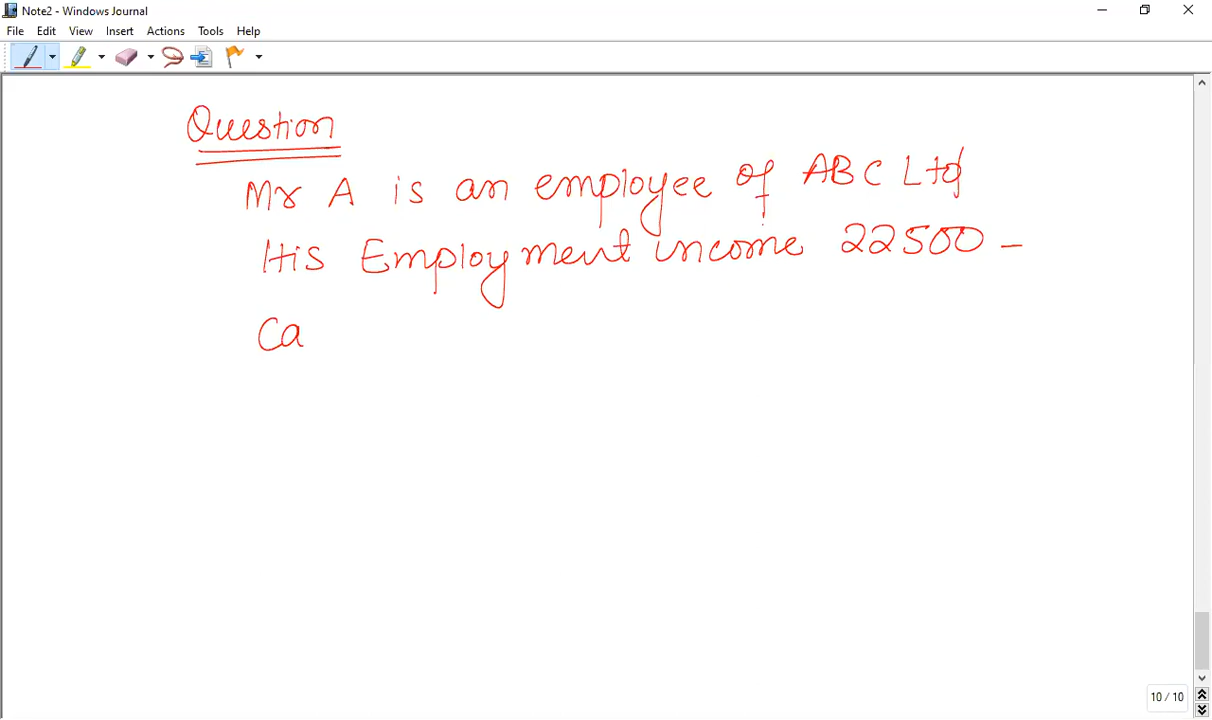 Note2 - Windows Journal
File Edit View Insert Actions Tools Help
Question
Mr A is an employee of ABC Ltd
His Employment income 22500 -
Ca
10 / 10